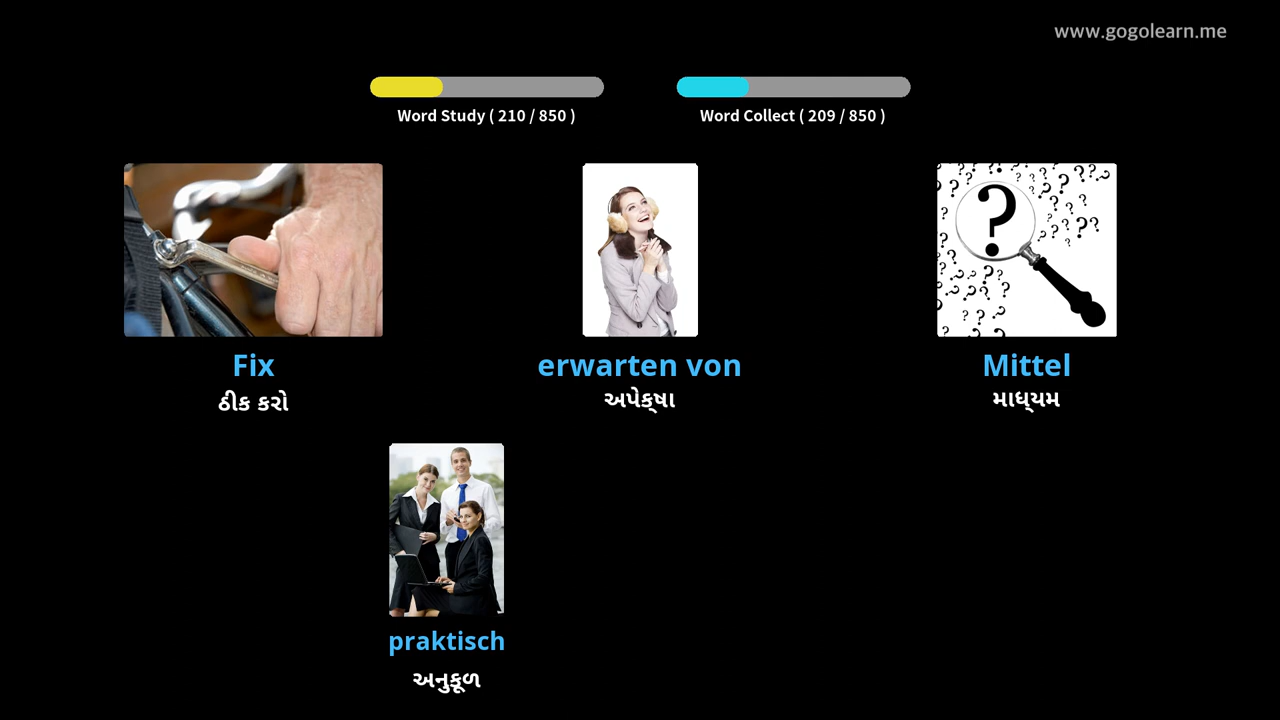 www.gogolearn.me
Word Study ( 210 / 850 )
Word Collect ( 209 / 850 )
Fix
ઠીક કરો
erwarten von
અપેક્ષા
Mittel
માધ્યમ
praktisch
અનુકૂળ